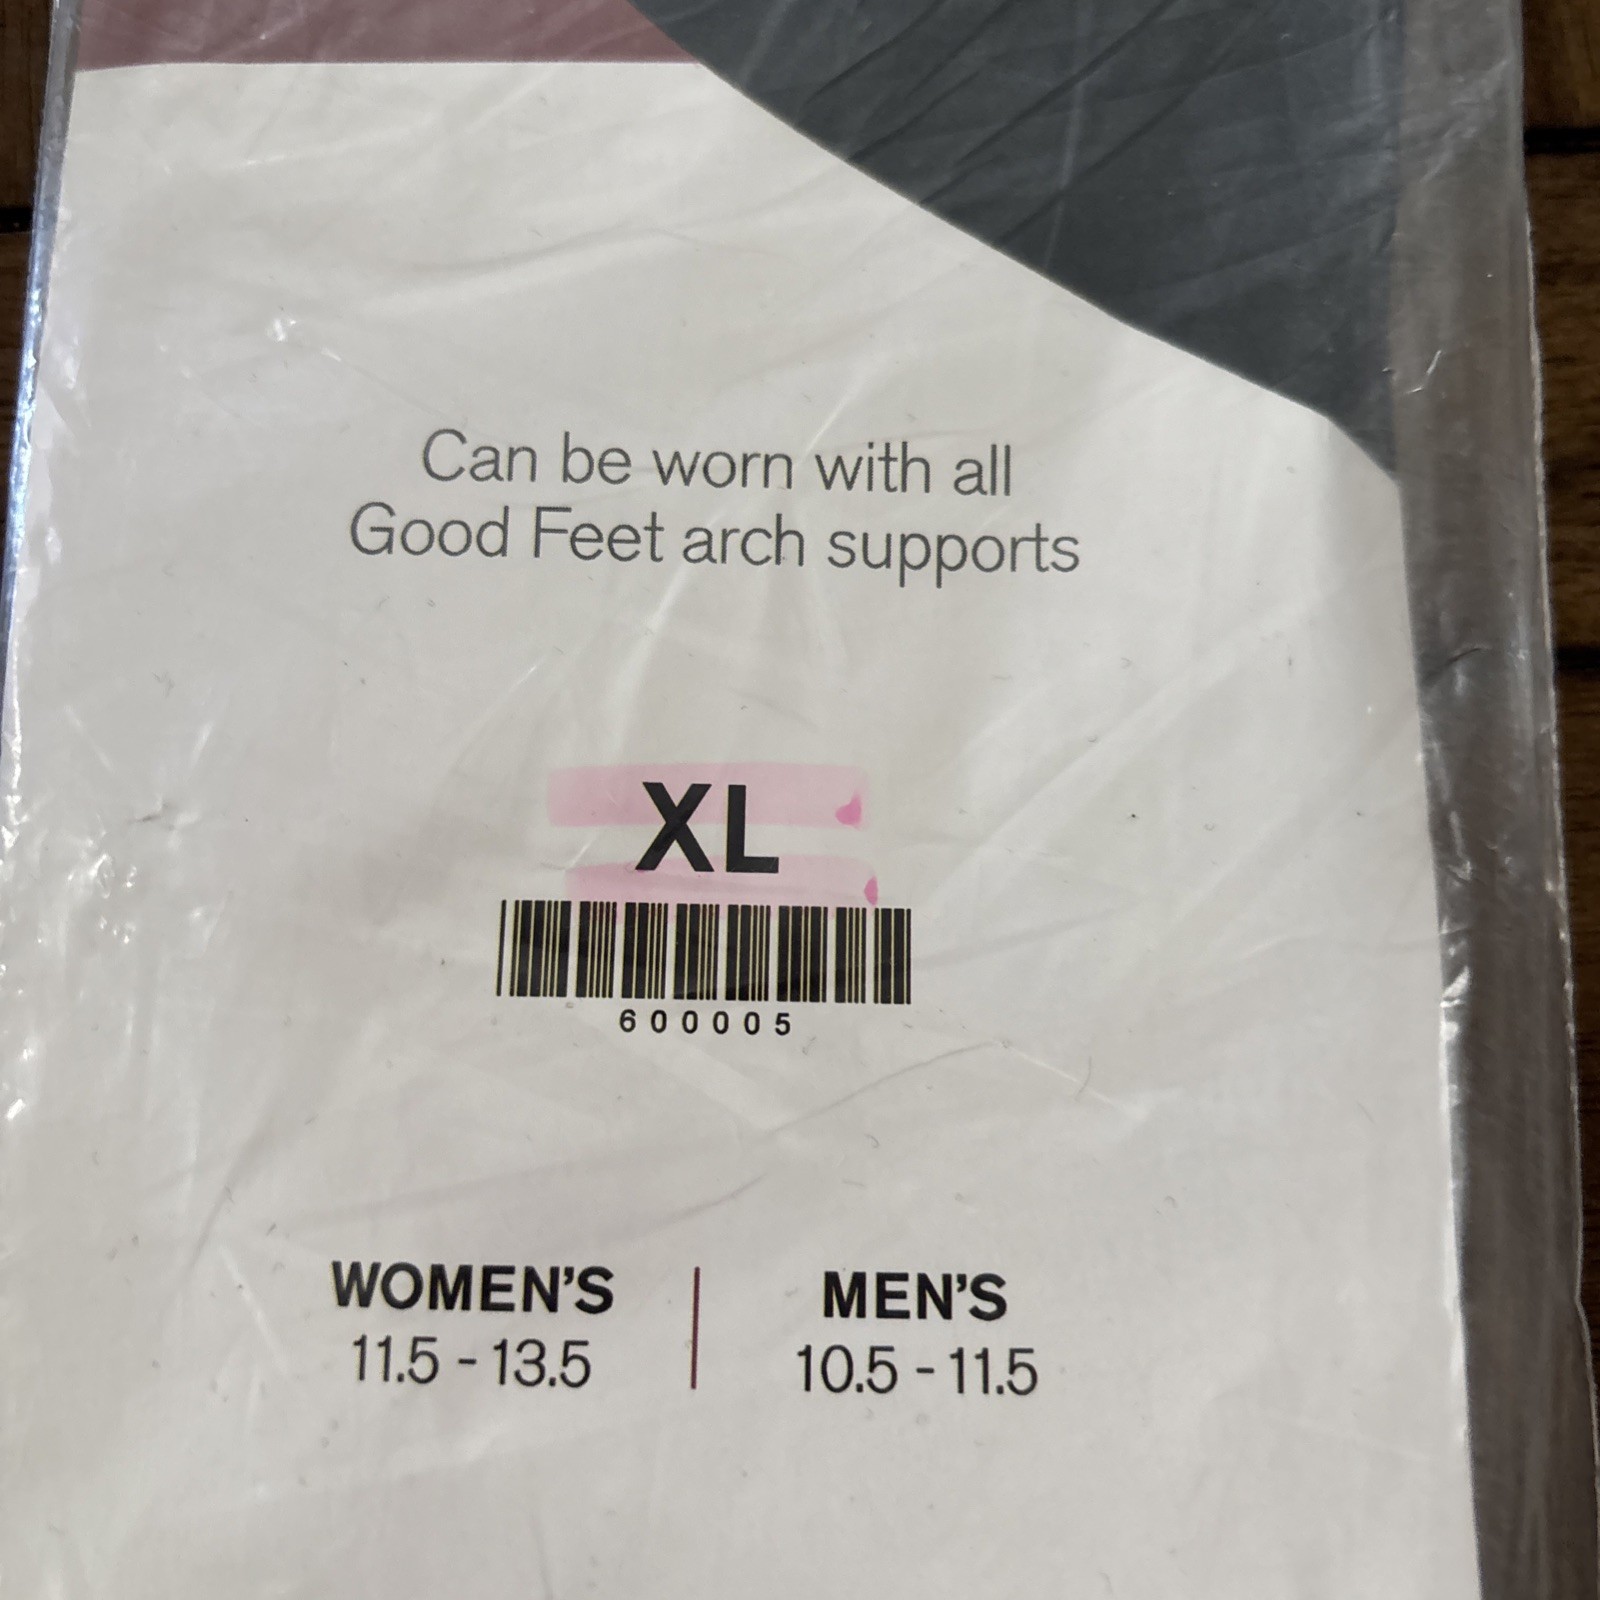 Can be worn with all
Good Feet arch supports
XL
600005
WOMEN'S
11.5 - 13.5
MEN'S
10.5 - 11.5